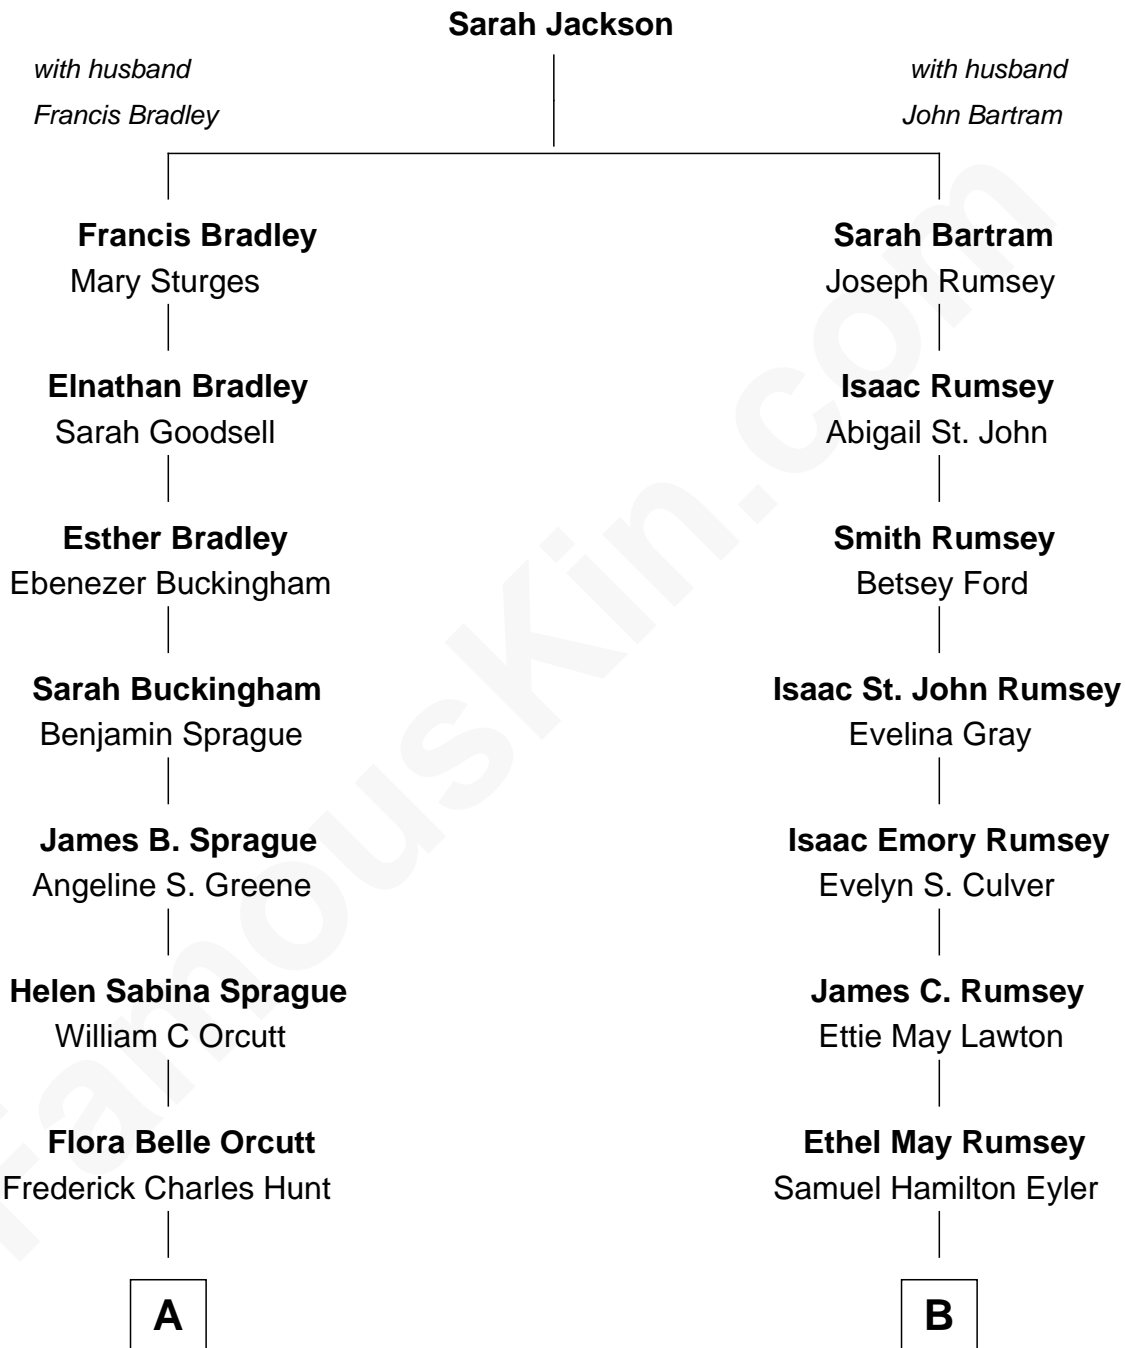 Sarah Jackson
with husband
Francis Bradley
with husband
John Bartram
Francis Bradley
Mary Sturges
Sarah Bartram
Joseph Rumsey
Elnathan Bradley
Sarah Goodsell
Isaac Rumsey
Abigail St. John
Esther Bradley
Ebenezer Buckingham
Smith Rumsey
Betsey Ford
Sarah Buckingham
Benjamin Sprague
Isaac St. John Rumsey
Evelina Gray
James B. Sprague
Angeline S. Greene
Isaac Emory Rumsey
Evelyn S. Culver
Helen Sabina Sprague
William C Orcutt
James C. Rumsey
Ettie May Lawton
Flora Belle Orcutt
Frederick Charles Hunt
Ethel May Rumsey
Samuel Hamilton Eyler
A
B
FamousKin.com